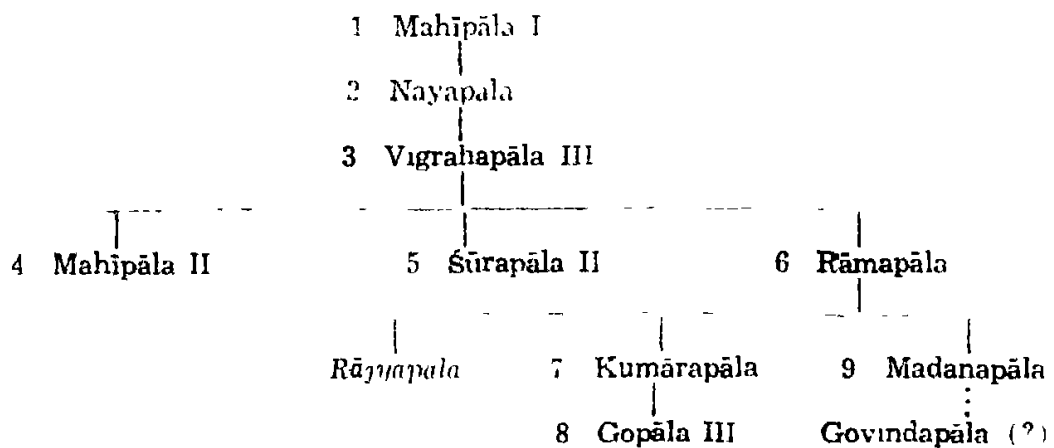 1 Mahīpāla I
2 Nayapala
3 Vigrahapāla III
4 Mahīpāla II 5 Śūrapāla II 6 Rāmapāla
Rājyapala 7 Kumārapāla 9 Madanapāla
8 Gopāla III Govindapāla (?)